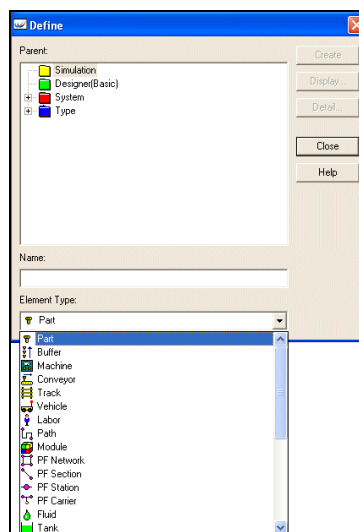 Define
Parent:
Simulation
Designer(Basic)
System
Type
Create
Display...
Detail...
Close
Help
Name:
Element Type:
Part
Part
Buffer
Machine
Conveyor
Track
Vehicle
Labor
Path
Module
PF Network
PF Section
PF Station
PF Carrier
Fluid
Tank